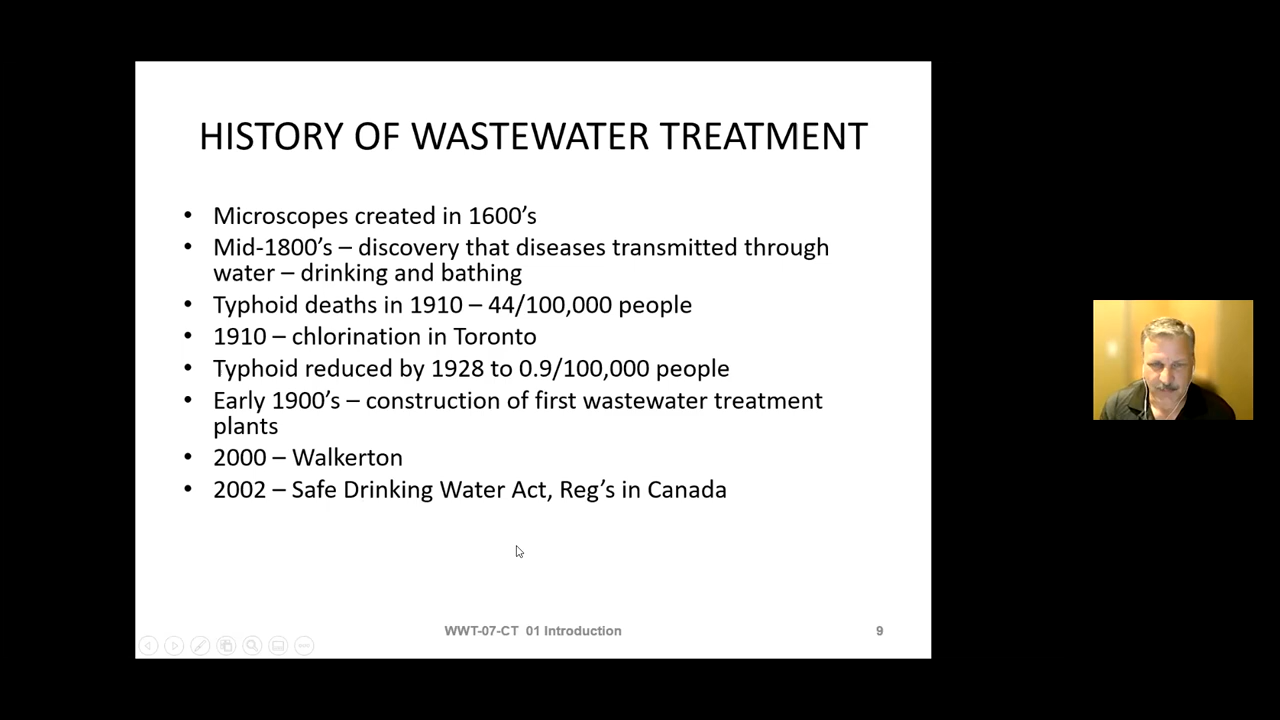 HISTORY OF WASTEWATER TREATMENT
• Microscopes created in 1600’s
• Mid-1800’s – discovery that diseases transmitted through
water – drinking and bathing
• Typhoid deaths in 1910 – 44/100,000 people
• 1910 – chlorination in Toronto
• Typhoid reduced by 1928 to 0.9/100,000 people
• Early 1900’s – construction of first wastewater treatment
plants
• 2000 – Walkerton
• 2002 – Safe Drinking Water Act, Reg’s in Canada
WWT-07-CT 01 Introduction
9